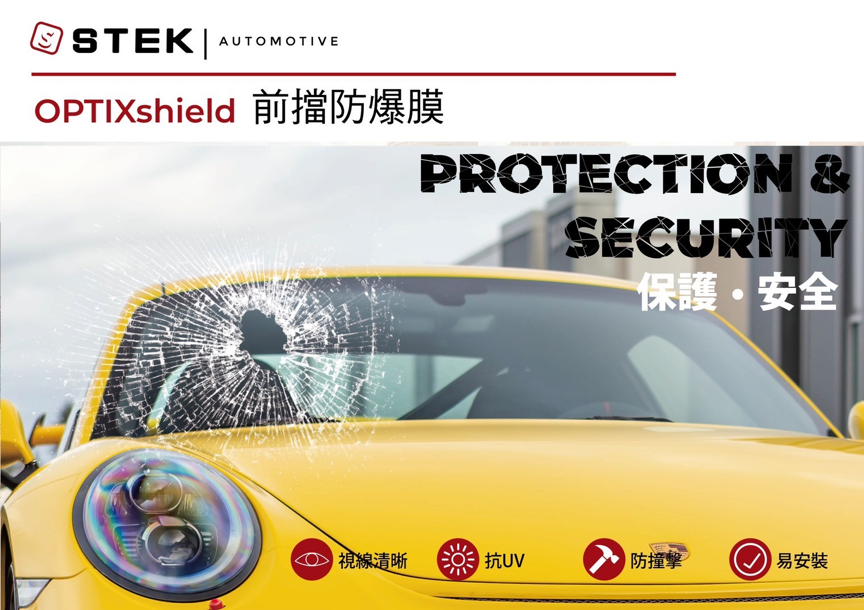 STEK | AUTOMOTIVE
OPTIXshield 前擋防爆膜
PROTECTION &
SECURITY
保護・安全
視線清晰 抗UV 防撞擊 易安裝